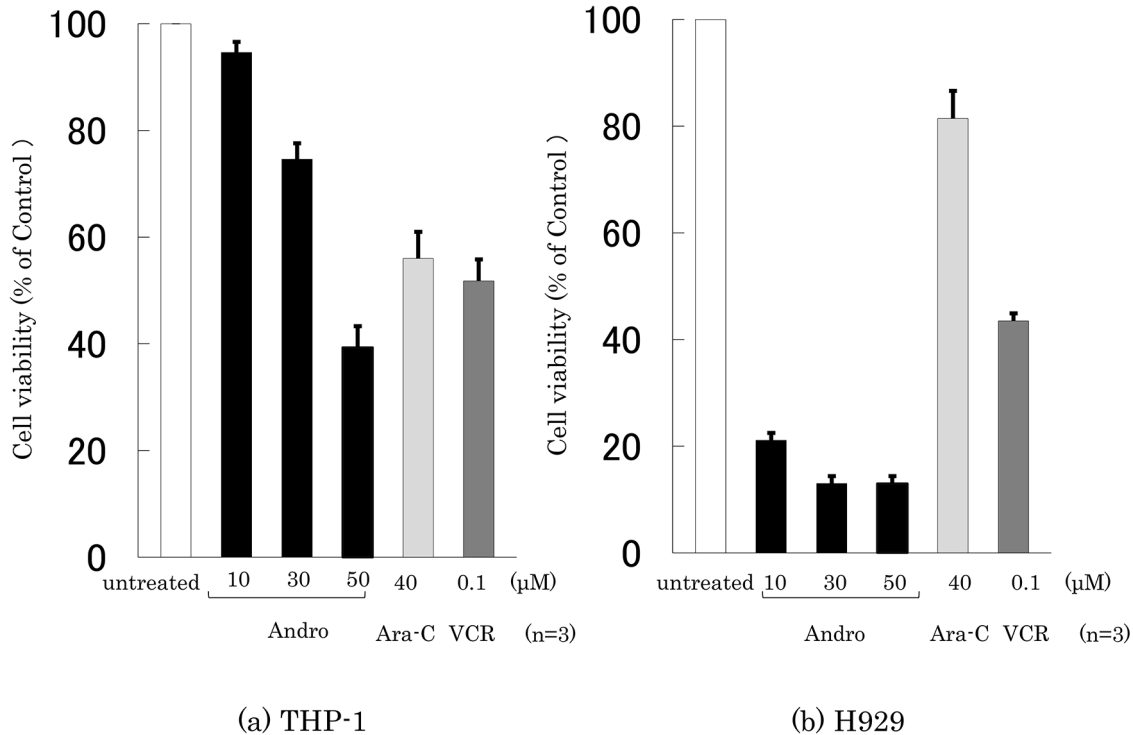 Cell viability (% of Control )
100
80
60
40
20
0
untreated 10 30 50 40 0.1 (µM)
Andro Ara-C VCR (n=3)
(a) THP-1
Cell viability (% of Control )
100
80
60
40
20
0
untreated 10 30 50 40 0.1 (µM)
Andro Ara-C VCR (n=3)
(b) H929